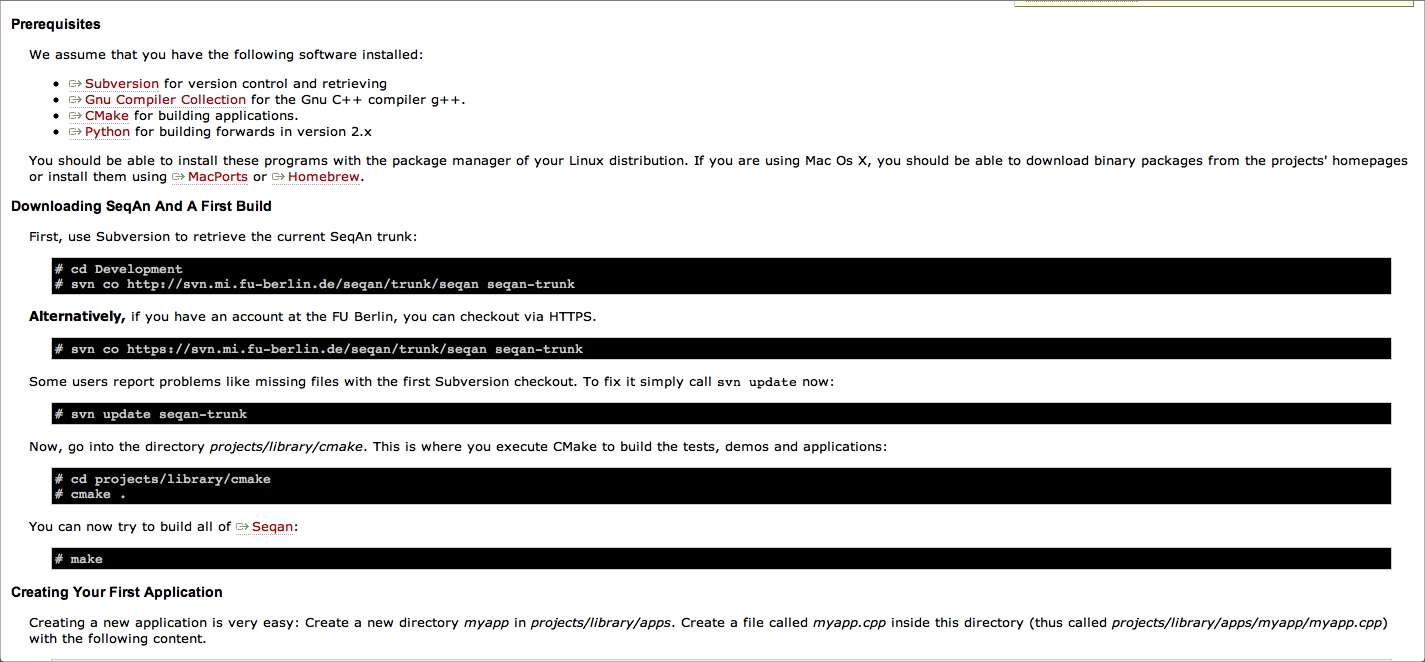 Prerequisites
We assume that you have the following software installed:
Subversion for version control and retrieving
Gnu Compiler Collection for the Gnu C++ compiler g++.
CMake for building applications.
Python for building forwards in version 2.x
You should be able to install these programs with the package manager of your Linux distribution. If you are using Mac Os X, you should be able to download binary packages from the projects' homepages
or install them using MacPorts or Homebrew.
Downloading SeqAn And A First Build
First, use Subversion to retrieve the current SeqAn trunk:
# cd Development
# svn co http://svn.mi.fu-berlin.de/seqan/trunk/seqan seqan-trunk
Alternatively, if you have an account at the FU Berlin, you can checkout via HTTPS.
# svn co https://svn.mi.fu-berlin.de/seqan/trunk/seqan seqan-trunk
Some users report problems like missing files with the first Subversion checkout. To fix it simply call svn update now:
# svn update seqan-trunk
Now, go into the directory projects/library/cmake. This is where you execute CMake to build the tests, demos and applications:
# cd projects/library/cmake
# cmake .
You can now try to build all of Seqan:
# make
Creating Your First Application
Creating a new application is very easy: Create a new directory myapp in projects/library/apps. Create a file called myapp.cpp inside this directory (thus called projects/library/apps/myapp/myapp.cpp)
with the following content.